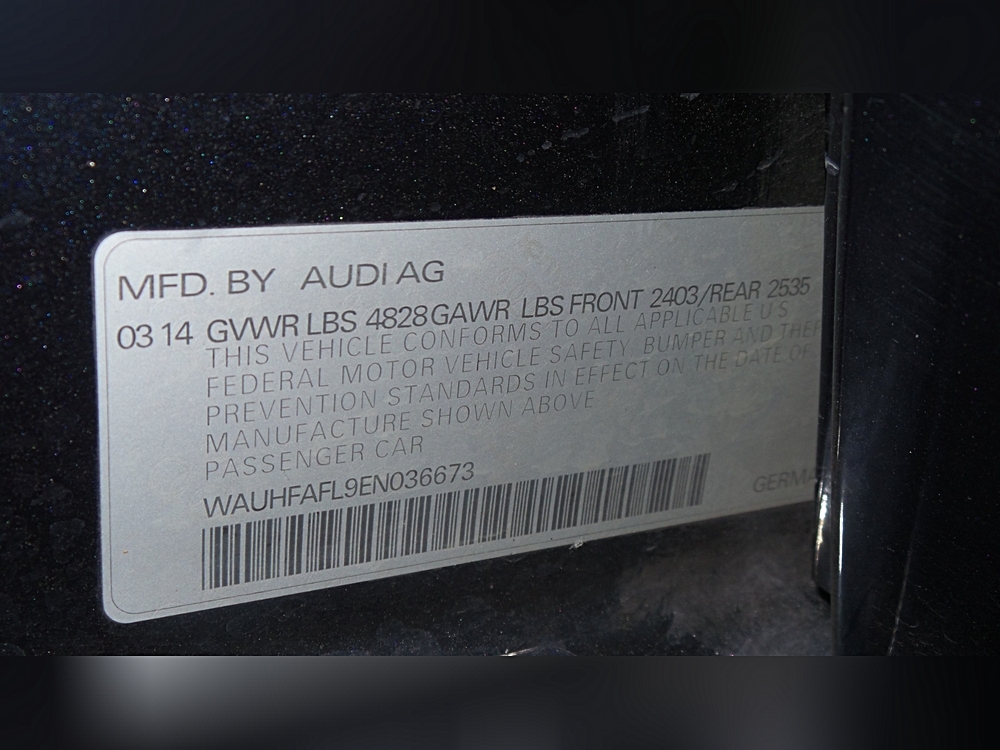 MFD. BY AUDI AG
03 14 GVWR LBS 4828 GAWR LBS FRONT 2403/REAR 2535
THIS VEHICLE CONFORMS TO ALL APPLICABLE U S
FEDERAL MOTOR VEHICLE SAFETY, BUMPER AND THEF
PREVENTION STANDARDS IN EFFECT ON THE DATE OF
MANUFACTURE SHOWN ABOVE
PASSENGER CAR
WAUHFAFL9EN036673
GERMA